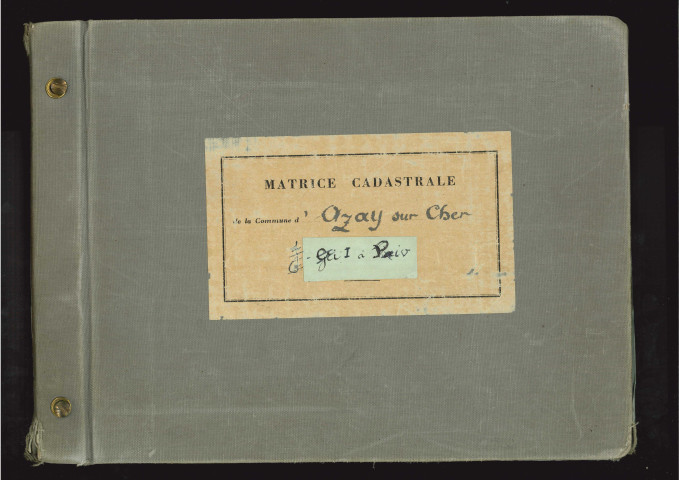 MATRICE CADASTRALE
de la Commune d' Azay sur Cher
à